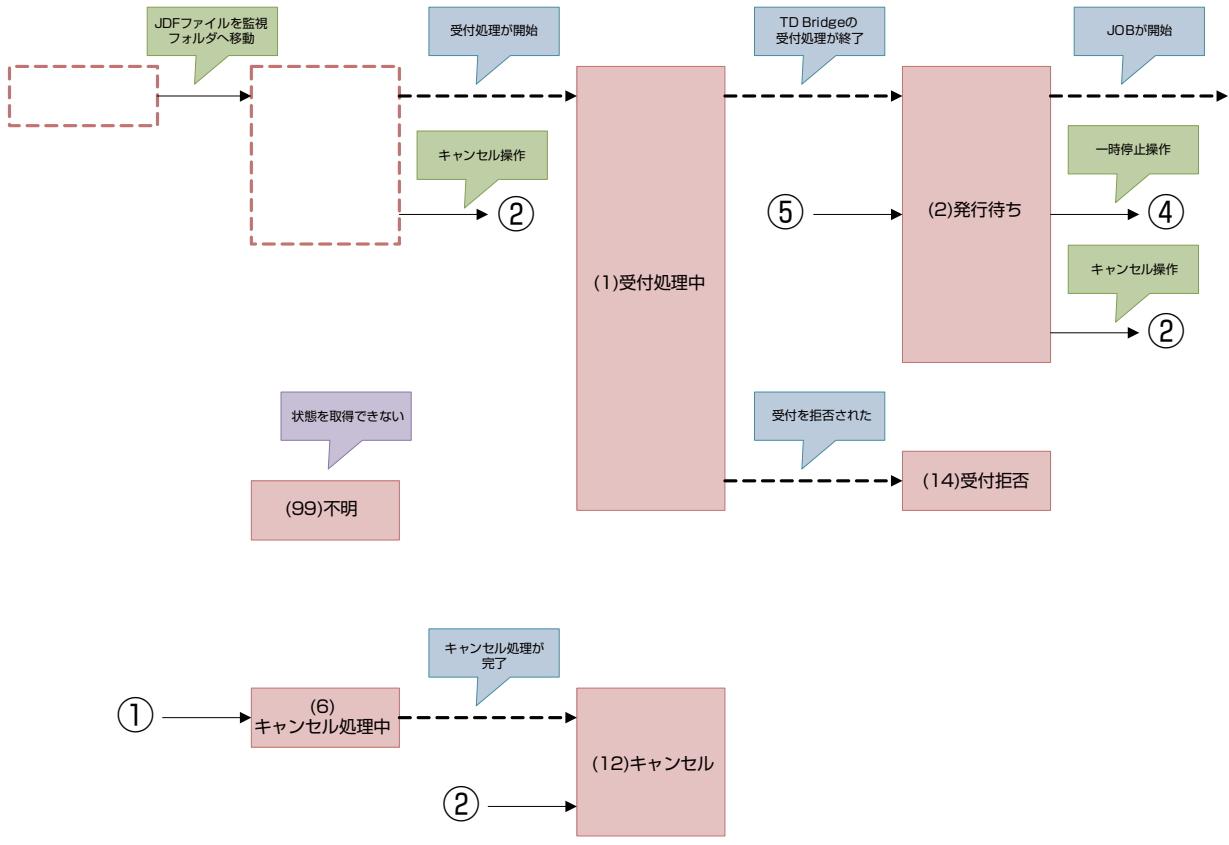 JDFファイルを監視
フォルダへ移動
受付処理が開始
TD Bridgeの
受付処理が終了
JOBが開始
キャンセル操作
②
一時停止操作
⑤
(2)発行待ち
④
(1)受付処理中
キャンセル操作
②
状態を取得できない
受付を拒否された
(99)不明
(14)受付拒否
キャンセル処理が
完了
①
(6)
キャンセル処理中
(12)キャンセル
②